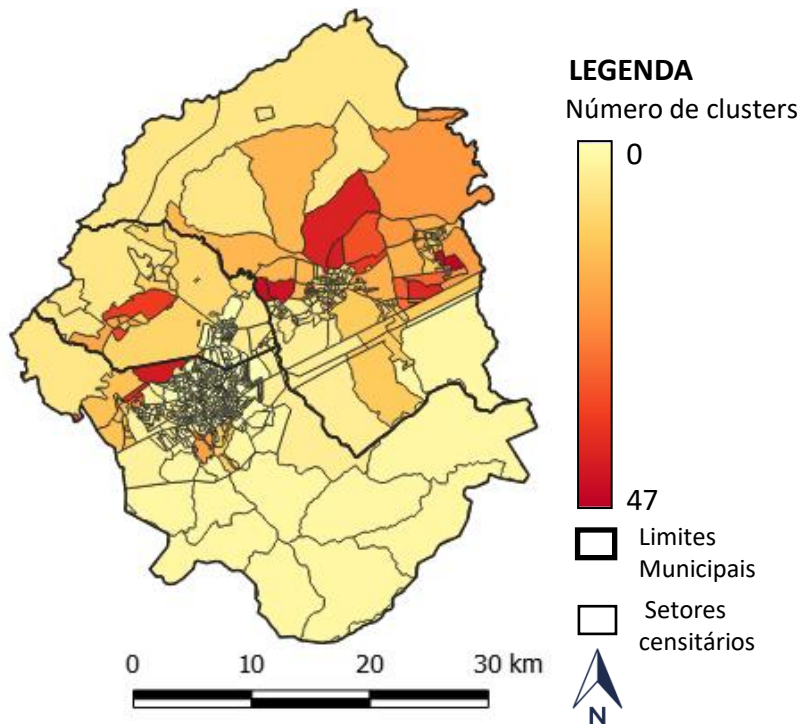 LEGENDA
Número de clusters
0
47
Limites
Municipais
Setores
censitários
0 10 20 30 km
N